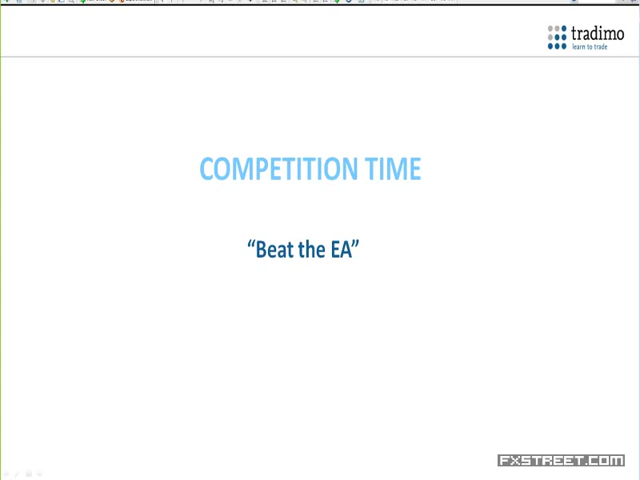 tradimo
learn to trade
COMPETITION TIME
“Beat the EA”
FXSTREET.COM